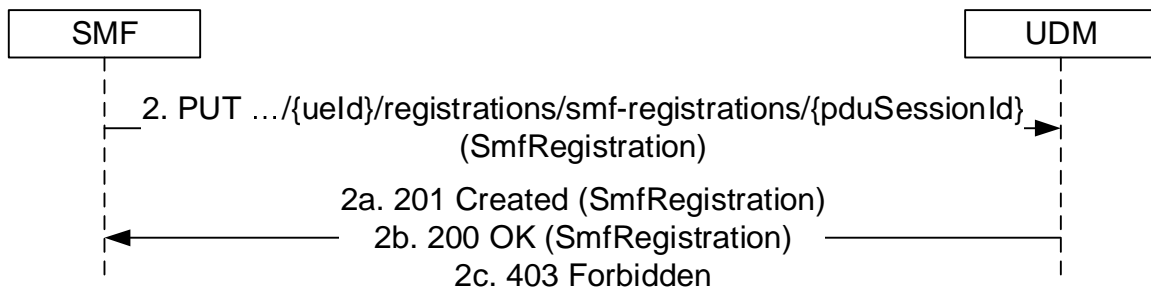 SMF
UDM
2. PUT …/{ueId}/registrations/smf-registrations/{pduSessionId}
(SmfRegistration)
2a. 201 Created (SmfRegistration)
2b. 200 OK (SmfRegistration)
2c. 403 Forbidden